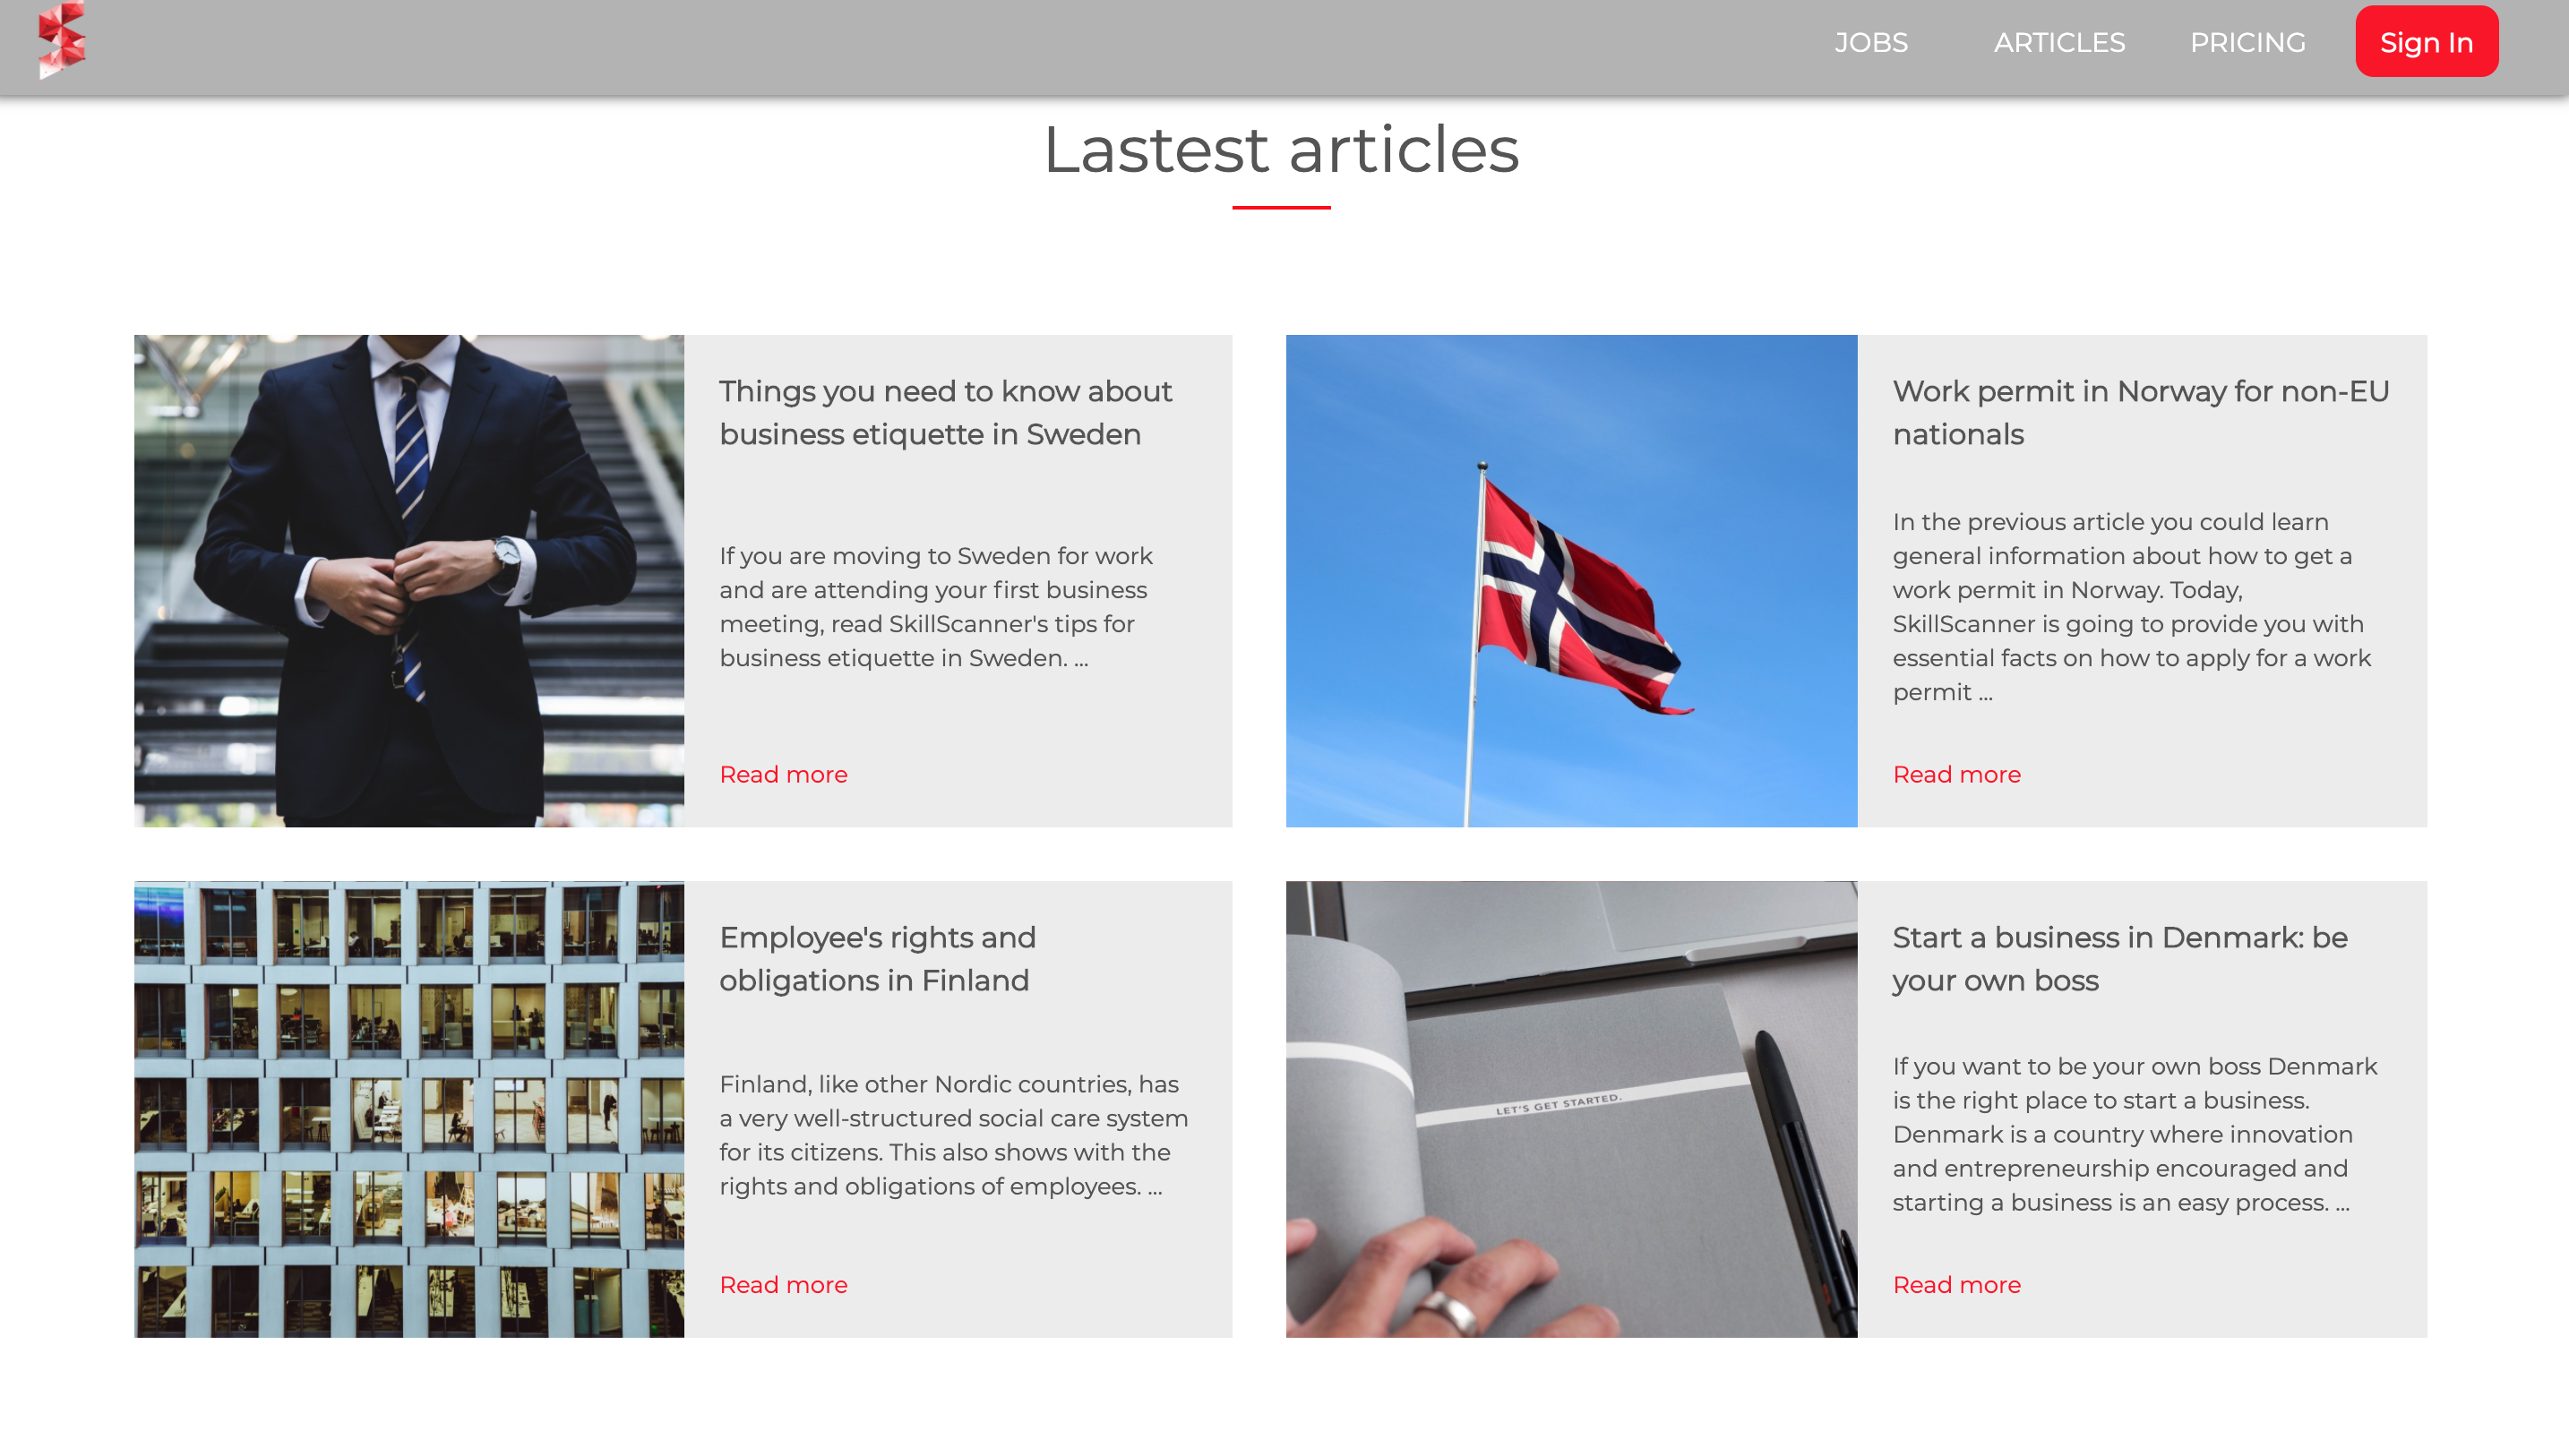 JOBS ARTICLES PRICING Sign In
Lastest articles
Things you need to know about
business etiquette in Sweden
If you are moving to Sweden for work
and are attending your first business
meeting, read SkillScanner's tips for
business etiquette in Sweden. ...
Read more
Work permit in Norway for non-EU
nationals
In the previous article you could learn
general information about how to get a
work permit in Norway. Today,
SkillScanner is going to provide you with
essential facts on how to apply for a work
permit ...
Read more
Employee's rights and
obligations in Finland
Finland, like other Nordic countries, has
a very well-structured social care system
for its citizens. This also shows with the
rights and obligations of employees. ...
Read more
LET'S GET STARTED.
Start a business in Denmark: be
your own boss
If you want to be your own boss Denmark
is the right place to start a business.
Denmark is a country where innovation
and entrepreneurship encouraged and
starting a business is an easy process. ...
Read more